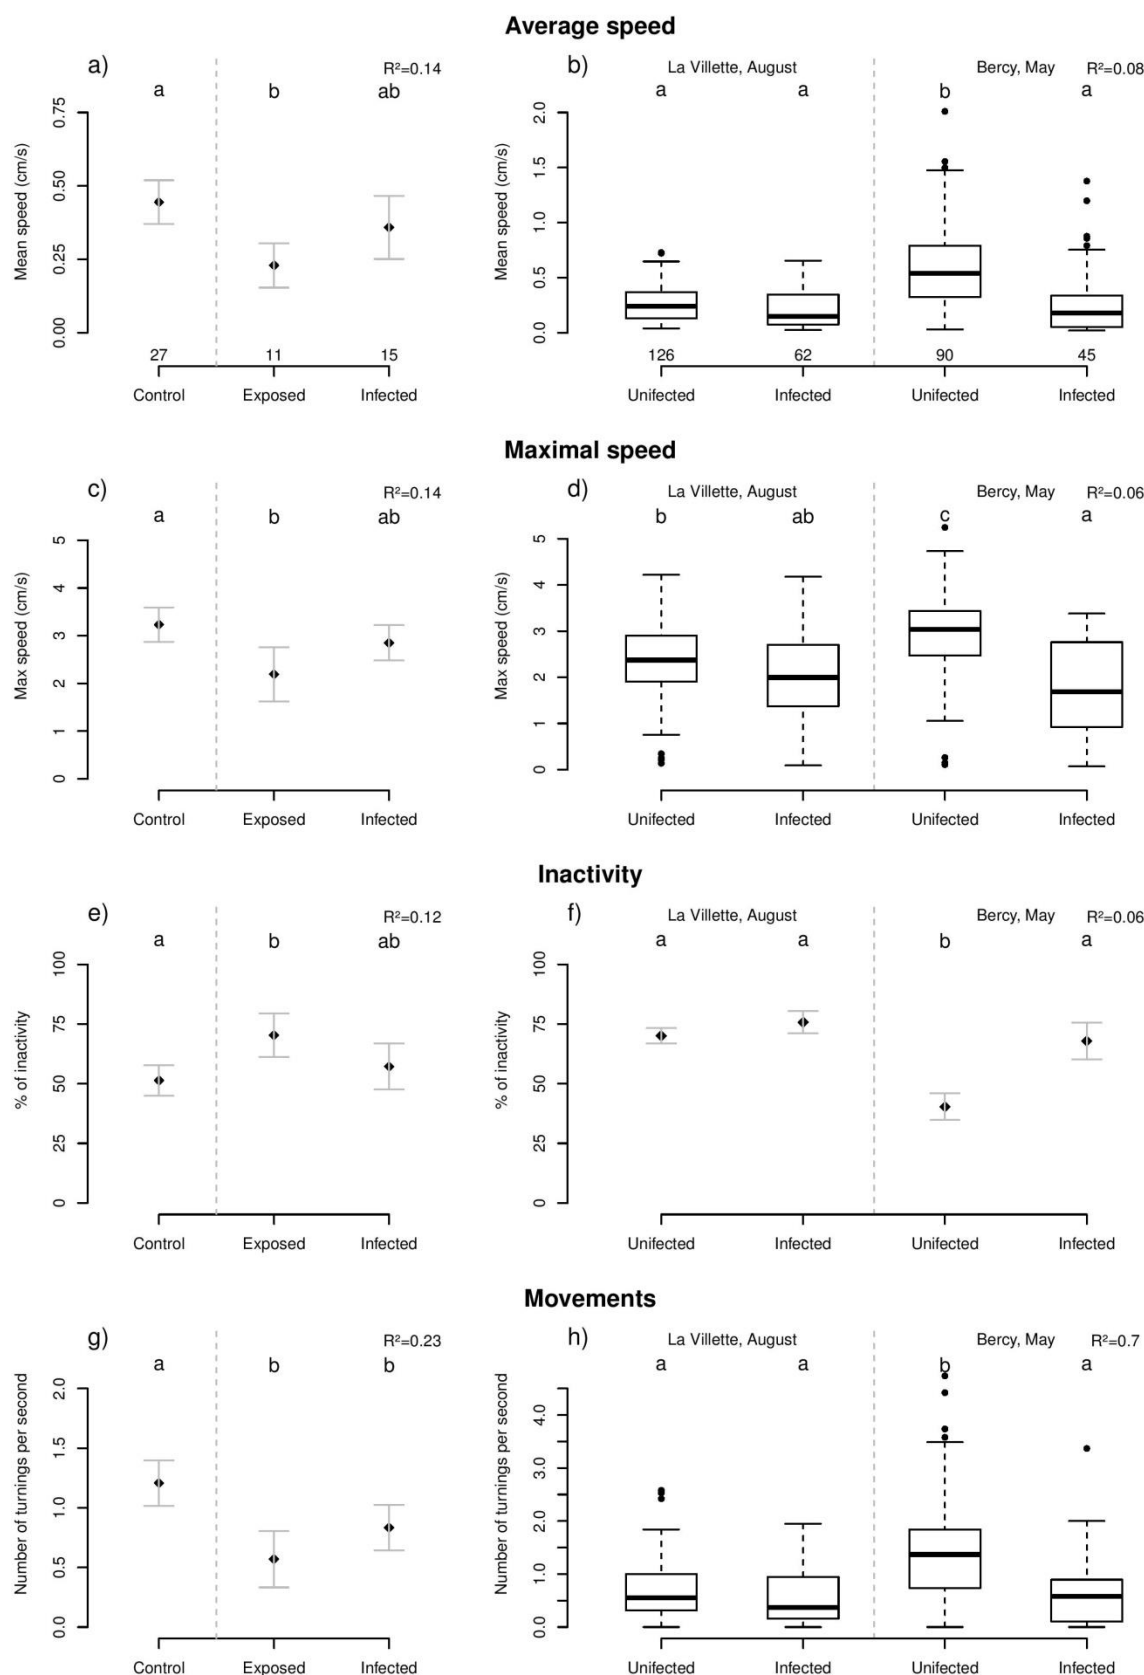 Average speed
a)
R²=0.14
a b ab
Mean speed (cm/s)
0.75
0.50
0.25
0.00
27 11 15
Control Exposed Infected
b)
La Villette, August
Bercy, May R²=0.08
a a b a
Mean speed (cm/s)
2.0
1.5
1.0
0.5
0.0
126 62 90 45
Unifected Infected Unifected Infected
Maximal speed
c)
R²=0.14
a b ab
Max speed (cm/s)
5
4
3
2
1
0
Control Exposed Infected
d)
La Villette, August
Bercy, May R²=0.06
b ab c a
Max speed (cm/s)
5
4
3
2
1
0
Unifected Infected Unifected Infected
Inactivity
e)
R²=0.12
a b ab
% of inactivity
100
75
50
25
0
Control Exposed Infected
f)
La Villette, August
Bercy, May R²=0.06
a a b a
% of inactivity
100
75
50
25
0
Unifected Infected Unifected Infected
Movements
g)
R²=0.23
a b b
Number of turnings per second
2.0
1.5
1.0
0.5
0.0
Control Exposed Infected
h)
La Villette, August
Bercy, May R²=0.7
a a b a
Number of turnings per second
4.0
3.0
2.0
1.0
0.0
Unifected Infected Unifected Infected